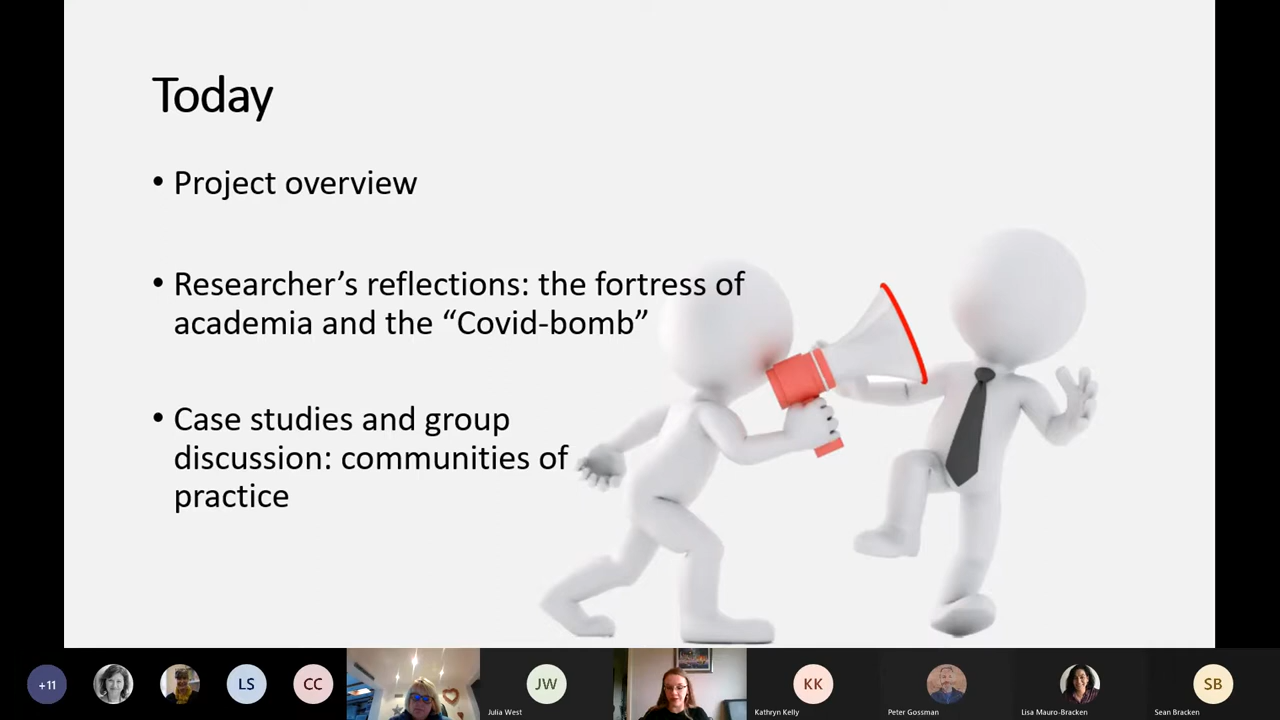 Today
• Project overview
• Researcher’s reflections: the fortress of
academia and the “Covid-bomb”
• Case studies and group
discussion: communities of
practice
+11
LS
CC
JW
Julia West
KK
Kathryn Kelly
Peter Gossman
Lisa Mauro-Bracken
SB
Sean Bracken